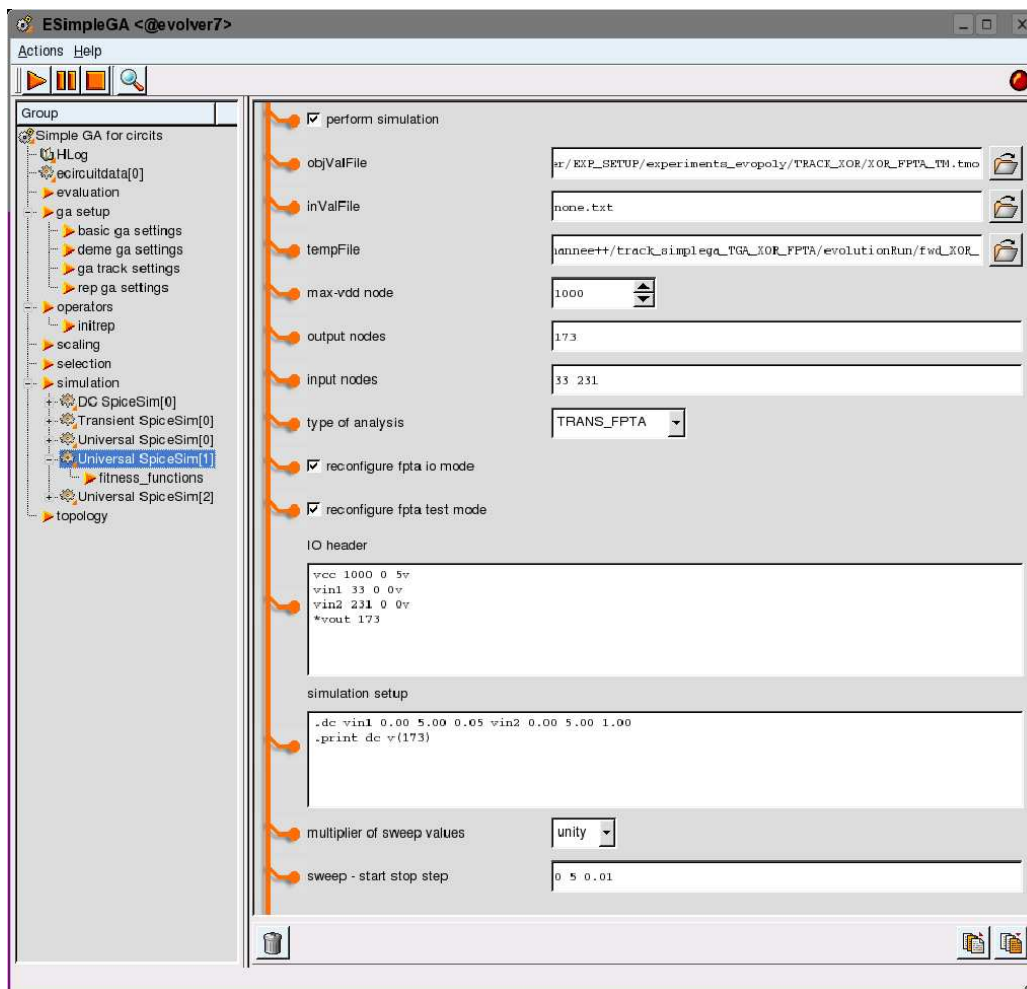 ESimpleGA <@evolver7>
Actions Help
Group
Simple GA for circits
HLog
ecircuitdata[0]
evaluation
ga setup
basic ga settings
deme ga settings
ga track settings
rep ga settings
operators
initrep
scaling
selection
simulation
DC SpiceSim[0]
Transient SpiceSim[0]
Universal SpiceSim[0]
Universal SpiceSim[1]
fitness_functions
Universal SpiceSim[2]
topology
perform simulation
objValFile er/EXP_SETUP/experiments_evopoly/TRACK_XOR/XOR_FPTA_TM.tmo
inValFile none.txt
tempFile hannee++/track_simplega_TGA_XOR_FPTA/evolutionRun/fwd_XOR_
max-vdd node 1000
output nodes 173
input nodes 33 231
type of analysis TRANS_FPTA
reconfigure fpta io mode
reconfigure fpta test mode
IO header
vcc 1000 0 5v
vin1 33 0 0v
vin2 231 0 0v
*vout 173
simulation setup
.dc vin1 0.00 5.00 0.05 vin2 0.00 5.00 1.00
.print dc v(173)
multiplier of sweep values unity
sweep - start stop step 0 5 0.01